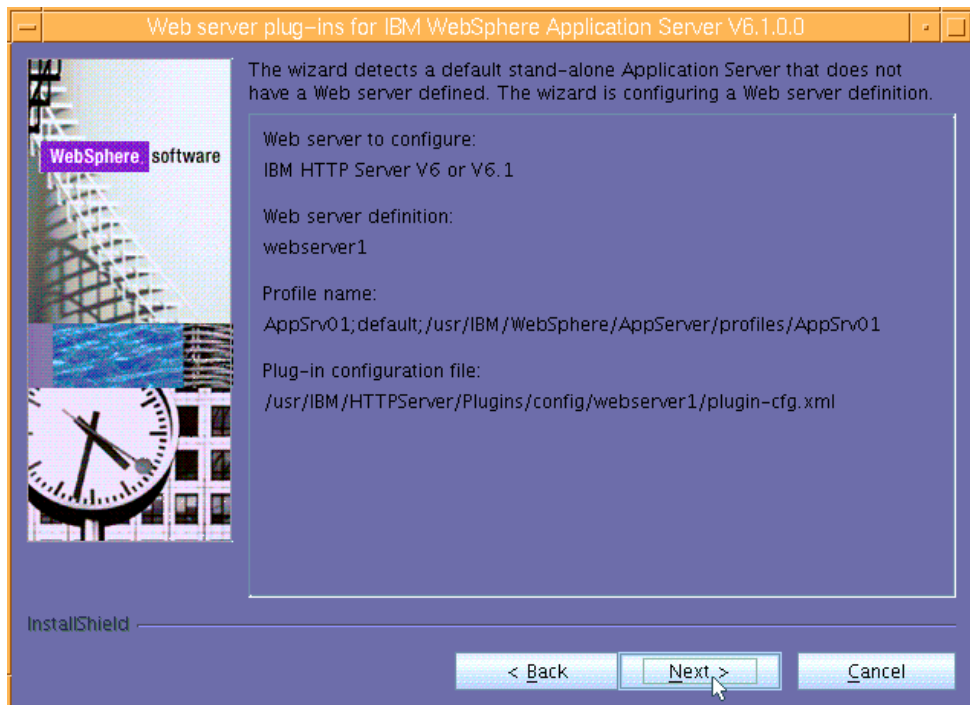 Web server plug-ins for IBM WebSphere Application Server V6.1.0.0
The wizard detects a default stand-alone Application Server that does not
have a Web server defined. The wizard is configuring a Web server definition.
WebSphere. software
Web server to configure:
IBM HTTP Server V6 or V6.1
Web server definition:
webserver1
Profile name:
AppSrv01;default;/usr/IBM/WebSphere/AppServer/profiles/AppSrv01
Plug-in configuration file:
/usr/IBM/HTTPServer/Plugins/config/webserver1/plugin-cfg.xml
InstallShield
< Back
Next >
Cancel